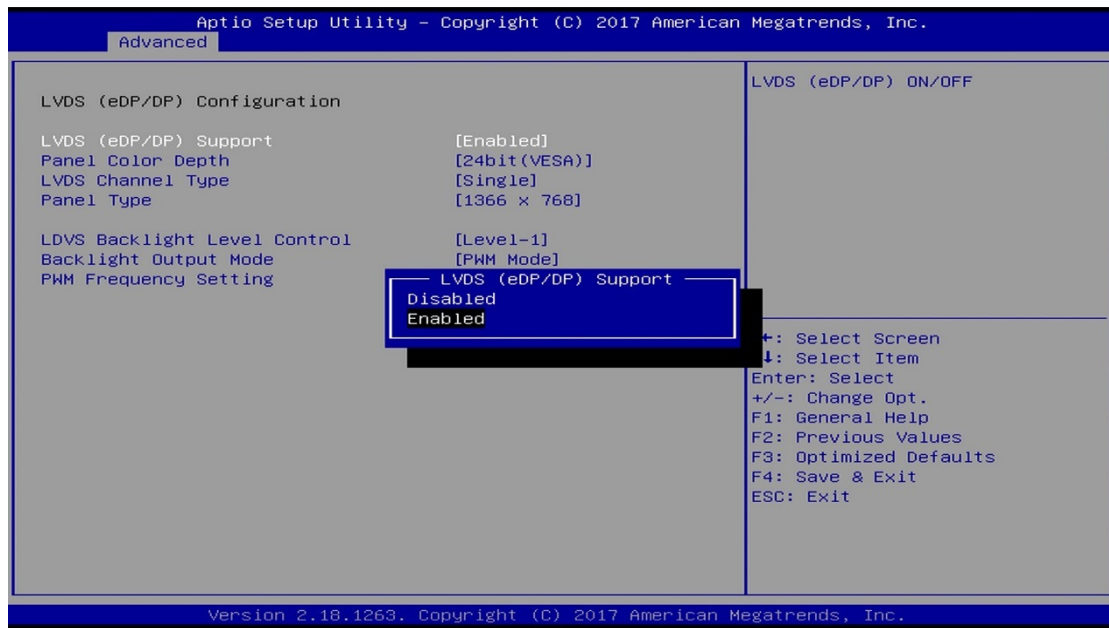 Aptio Setup Utility – Copyright (C) 2017 American Megatrends, Inc.
Advanced
LVDS (eDP/DP) Configuration
LVDS (eDP/DP) Support [Enabled]
Panel Color Depth [24bit(VESA)]
LVDS Channel Type [Single]
Panel Type [1366 x 768]
LDVS Backlight Level Control [Level-1]
Backlight Output Mode [PWM Mode]
PWM Frequency Setting
LVDS (eDP/DP) Support
Disabled
Enabled
LVDS (eDP/DP) ON/OFF
←: Select Screen
↓: Select Item
Enter: Select
+/-: Change Opt.
F1: General Help
F2: Previous Values
F3: Optimized Defaults
F4: Save & Exit
ESC: Exit
Version 2.18.1263. Copyright (C) 2017 American Megatrends, Inc.